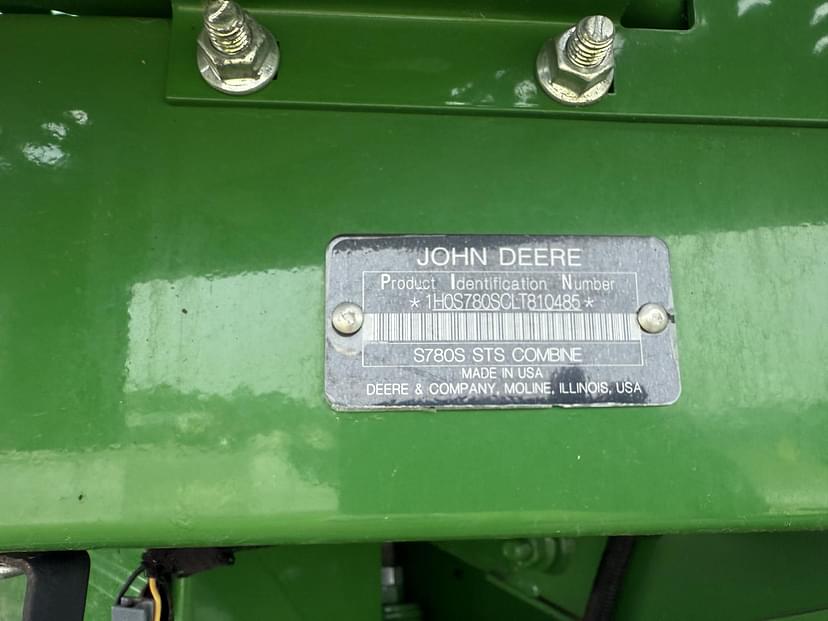 JOHN DEERE
Product Identification Number
*1H0S780SCLT810485*
S780S STS COMBINE
MADE IN USA
DEERE & COMPANY, MOLINE, ILLINOIS, USA